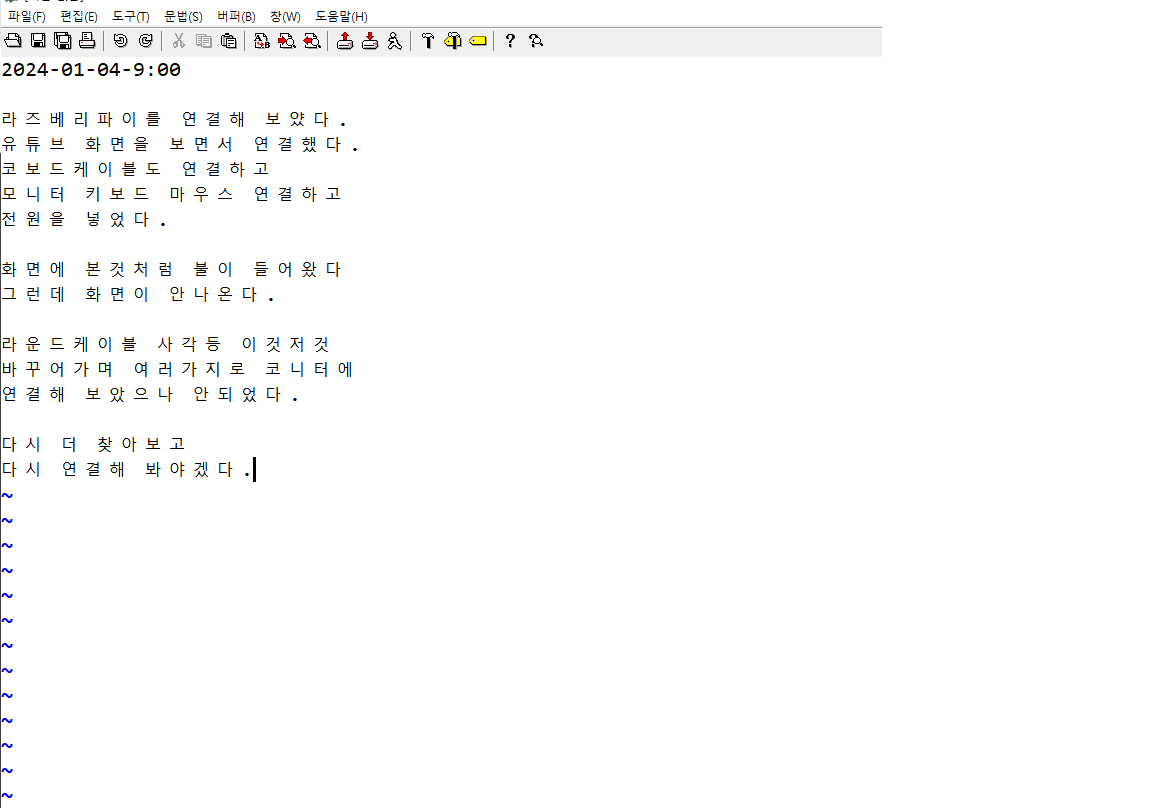 파일(F) 편집(E) 도구(T) 문법(S) 버퍼(B) 창(W) 도움말(H)
2024-01-04-9:00
라즈베리파이를 연결해 보얐다.
유튜브 화면을 보면서 연결했다.
코보드케이블도 연결하고
모니터 키보드 마우스 연결하고
전원을 넣었다.
화면에 본것처럼 불이 들어왔다
그런데 화면이 안나온다.
라운드케이블 사각등 이것저것
바꾸어가며 여러가지로 코니터에
연결해 보았으나 안되었다.
다시 더 찾아보고
다시 연결해 봐야겠다.
~
~
~
~
~
~
~
~
~
~
~
~
~